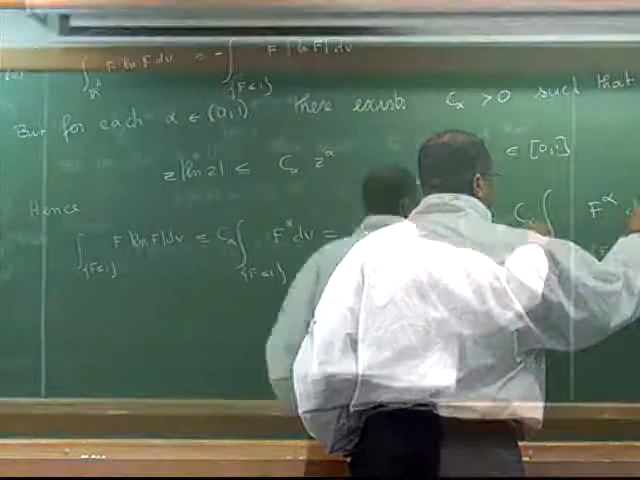 ∫ F ln F dv = -∫_{F≤1} F |ln F| dv
But for each α ∈ (0,1) there exists C_α > 0 such that
z|ln z| ≤ C_α z^α ∈ [0,1]
Hence
∫_{F≤1} F|ln F|dv ≤ C_α ∫_{F≤1} F^α dv = C_α ∫ F^α